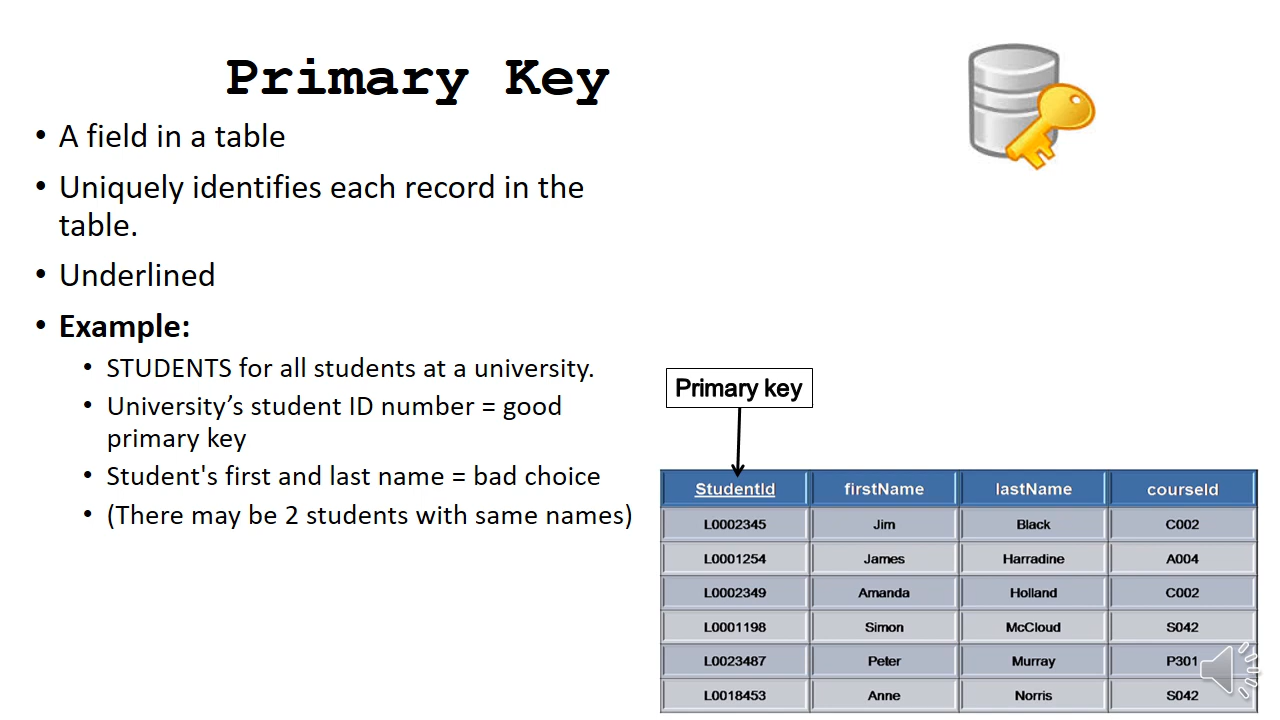 Primary Key
• A field in a table
• Uniquely identifies each record in the
table.
• Underlined
• Example:
• STUDENTS for all students at a university.
• University’s student ID number = good
primary key
• Student's first and last name = bad choice
• (There may be 2 students with same names)
Primary key
StudentId firstName lastName courseId
L0002345 Jim Black C002
L0001254 James Harradine A004
L0002349 Amanda Holland C002
L0001198 Simon McCloud S042
L0023487 Peter Murray P301
L0018453 Anne Norris S042